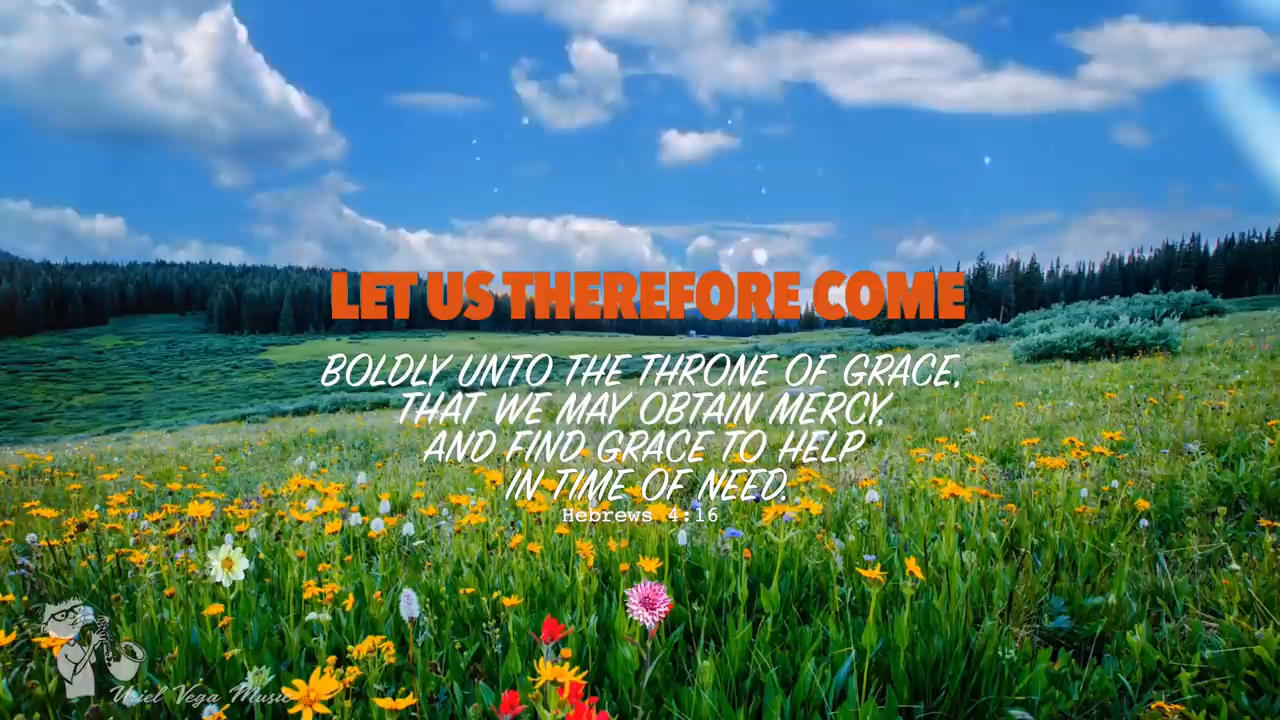 LET US THEREFORE COME
BOLDLY UNTO THE THRONE OF GRACE,
THAT WE MAY OBTAIN MERCY,
AND FIND GRACE TO HELP
IN TIME OF NEED.
Hebrews 4:16
Uriel Vega Music